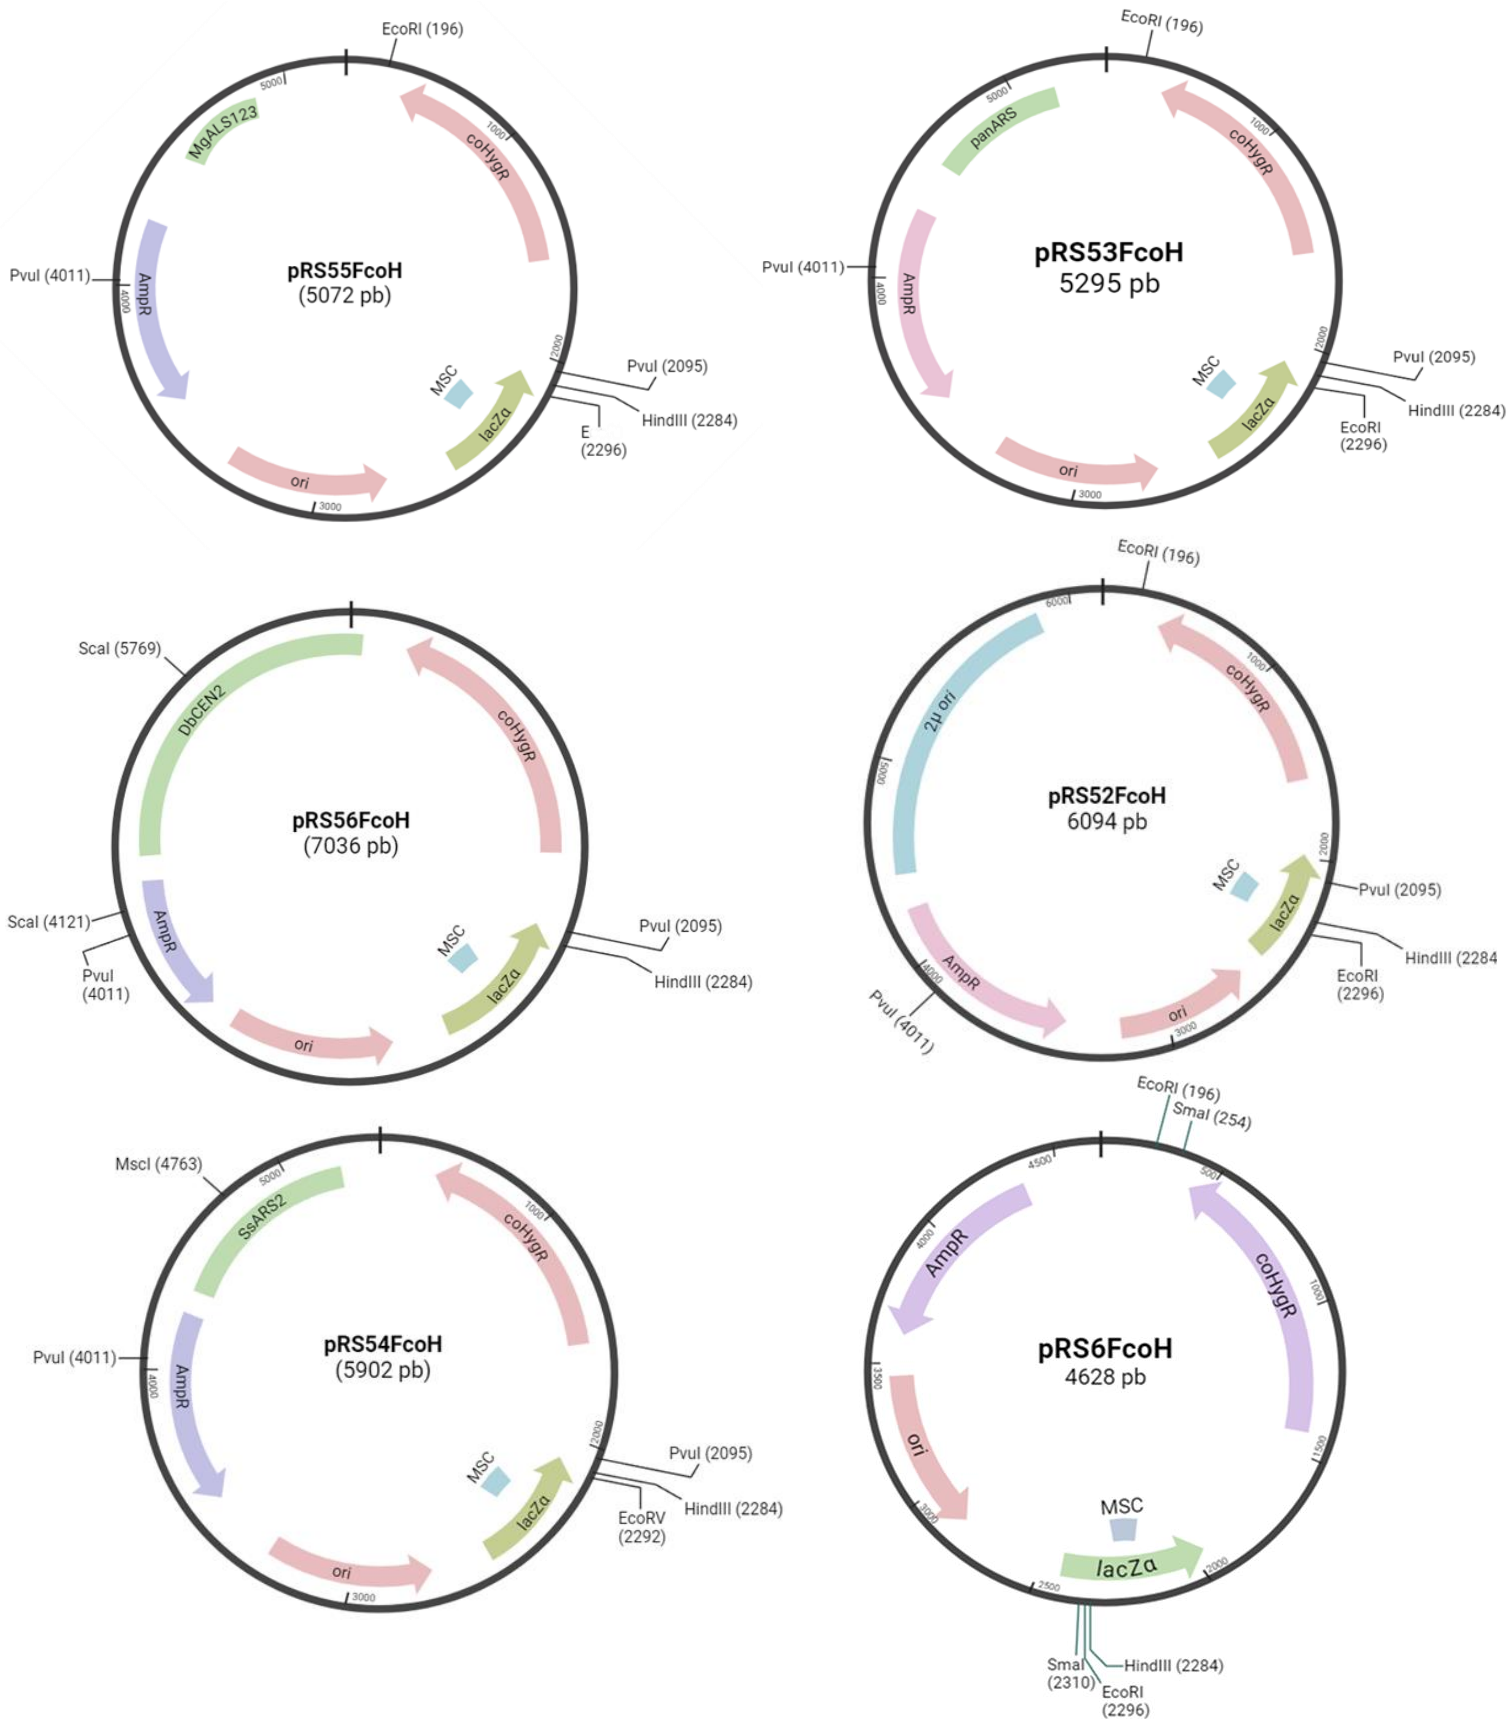 EcoRI (196)
5000
MgALS123
coHygR
1000
PvuI (4011)
4000
AmpR
pRS55FcoH
(5072 pb)
2000
PvuI (2095)
MSC
HindIII (2284)
lacZα
E
(2296)
ori
3000
EcoRI (196)
5000
panARS
coHygR
1000
PvuI (4011)
4000
AmpR
pRS53FcoH
5295 pb
2000
PvuI (2095)
MSC
HindIII (2284)
lacZα
EcoRI
(2296)
ori
3000
ScaI (5769)
DbCEN2
coHygR
pRS56FcoH
(7036 pb)
ScaI (4121)
AmpR
PvuI
(4011)
PvuI (2095)
MSC
HindIII (2284)
lacZα
ori
EcoRI (196)
6000
2μ ori
coHygR
1000
5000
pRS52FcoH
6094 pb
2000
PvuI (2095)
MSC
lacZα
HindIII (2284
EcoRI
(2296)
4000
AmpR
PvuI (4011)
ori
3000
MscI (4763)
5000
SsARS2
coHygR
1000
PvuI (4011)
4000
AmpR
pRS54FcoH
(5902 pb)
2000
PvuI (2095)
MSC
HindIII (2284)
lacZα
EcoRV
(2292)
ori
3000
EcoRI (196)
SmaI (254)
4500
500
4000
AmpR
coHygR
1000
pRS6FcoH
4628 pb
3500
ori
1500
3000
MSC
lacZα
2500
2000
SmaI
(2310)
HindIII (2284)
EcoRI
(2296)